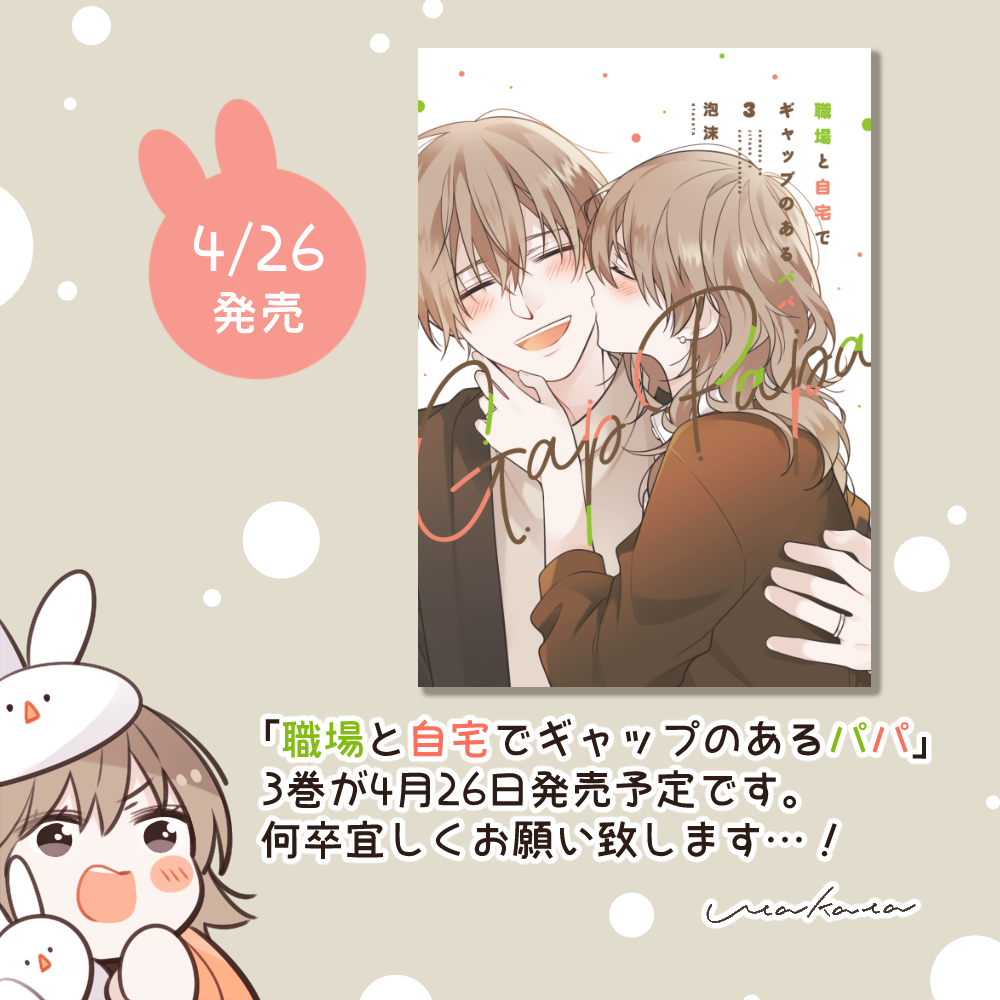 4/26
発売
職場と自宅で
ギャップのあるパパ
3
泡沫
UTAKATA
Gap Papa
「職場と自宅でギャップのあるパパ」
3巻が4月26日発売予定です。
何卒宜しくお願い致します…！